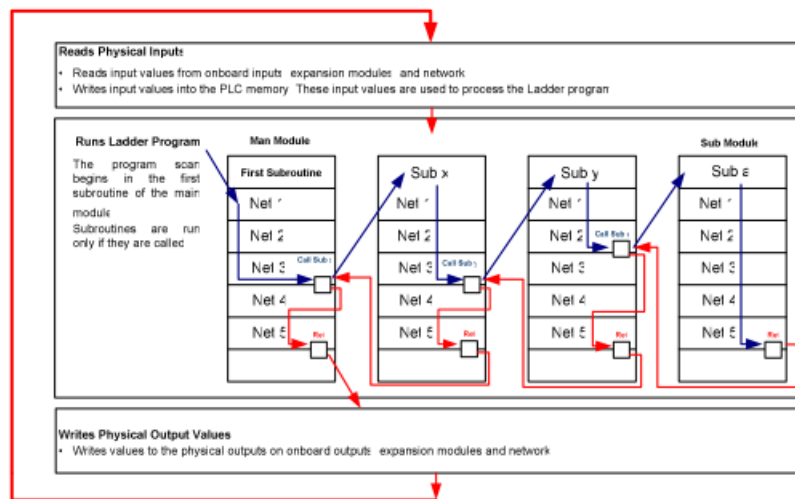 Reads Physical Inputs
• Reads input values from onboard inputs expansion modules and network
• Writes input values into the PLC memory These input values are used to process the Ladder program
Runs Ladder Program
The program scan
begins in the first
subroutine of the main
module
Subroutines are run
only if they are called
Man Module
First Subroutine
Net 1
Net 2
Net 3
Call Sub
Net 4
Net 5
Ret
Sub x
Net 1
Net 2
Net 3
Call Sub
Net 4
Net 5
Ret
Sub y
Net 1
Net 2
Call Sub
Net 3
Net 4
Net 5
Ret
Sub Module
Sub a
Net 1
Net 2
Net 3
Net 4
Net 5
Ret
Writes Physical Output Values
• Writes values to the physical outputs on onboard outputs expansion modules and network